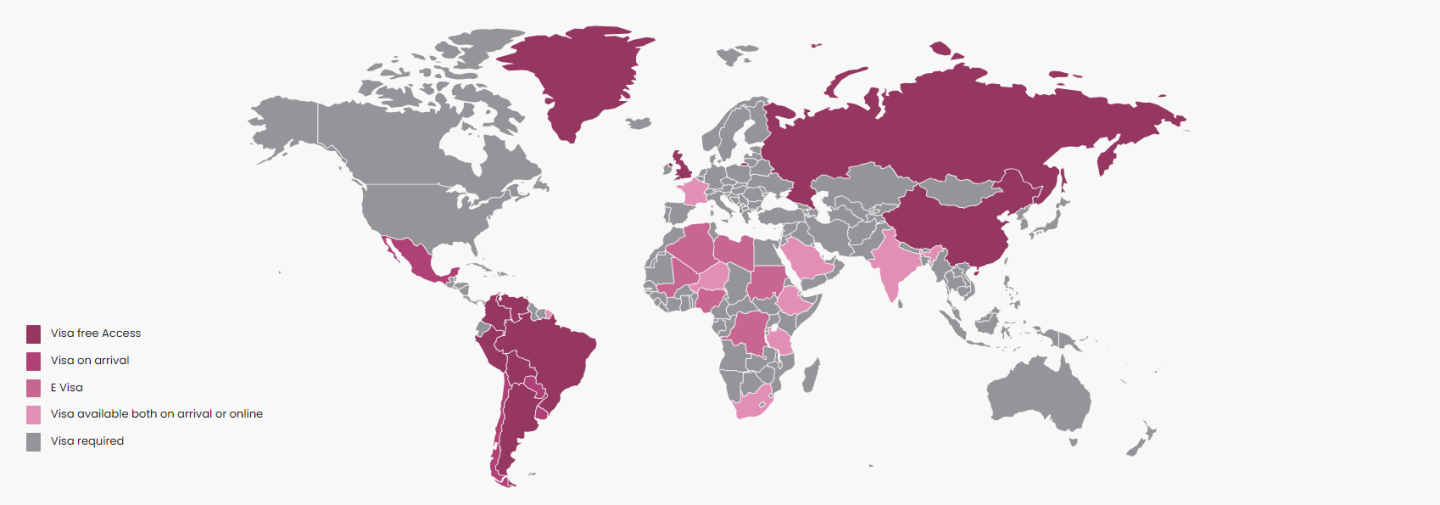 Visa free Access
Visa on arrival
E Visa
Visa available both on arrival or online
Visa required